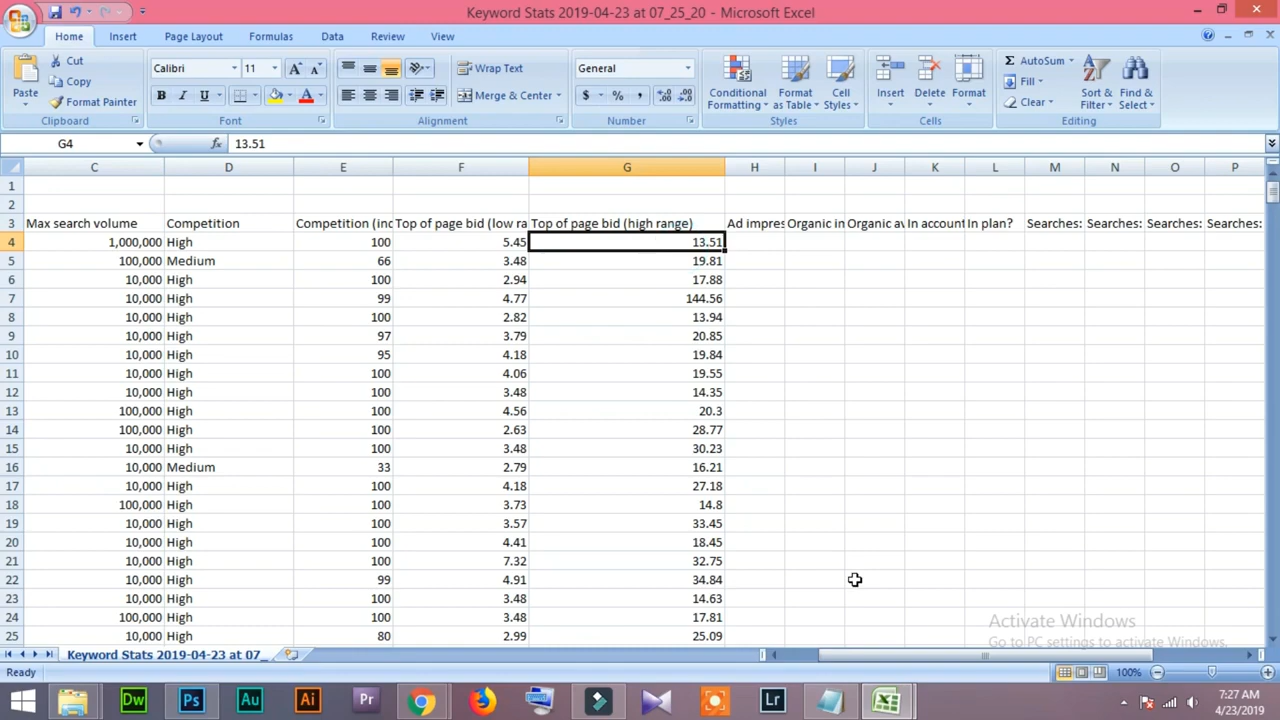 Keyword Stats 2019-04-23 at 07_25_20 - Microsoft Excel
Home Insert Page Layout Formulas Data Review View
Paste Cut Copy Format Painter Clipboard
Calibri 11 A A B I U A Font
Wrap Text Merge & Center Alignment
General $ % , Number
Conditional Formatting Format as Table Cell Styles Styles
Insert Delete Format Cells
Σ AutoSum Fill Clear Sort & Filter Find & Select Editing
G4 fx 13.51
C D E F G H I J K L M N O P
1
2
3 Max search volume Competition Competition (inc Top of page bid (low ra Top of page bid (high range) Ad impres Organic in Organic av In account In plan? Searches: Searches: Searches: Searches:
4 1,000,000 High 100 5.45 13.51
5 100,000 Medium 66 3.48 19.81
6 10,000 High 100 2.94 17.88
7 10,000 High 99 4.77 144.56
8 10,000 High 100 2.82 13.94
9 10,000 High 97 3.79 20.85
10 10,000 High 95 4.18 19.84
11 10,000 High 100 4.06 19.55
12 10,000 High 100 3.48 14.35
13 100,000 High 100 4.56 20.3
14 100,000 High 100 2.63 28.77
15 10,000 High 100 3.48 30.23
16 10,000 Medium 33 2.79 16.21
17 10,000 High 100 4.18 27.18
18 100,000 High 100 3.73 14.8
19 10,000 High 100 3.57 33.45
20 10,000 High 100 4.41 18.45
21 10,000 High 100 7.32 32.75
22 10,000 High 99 4.91 34.84
23 10,000 High 100 3.48 14.63
24 100,000 High 100 3.48 17.81
25 10,000 High 80 2.99 25.09
Activate Windows
Go to PC settings to activate Windows.
Keyword Stats 2019-04-23 at 07_
Ready 100%
Dw Ps Au Ai Pr Lr
7:27 AM
4/23/2019